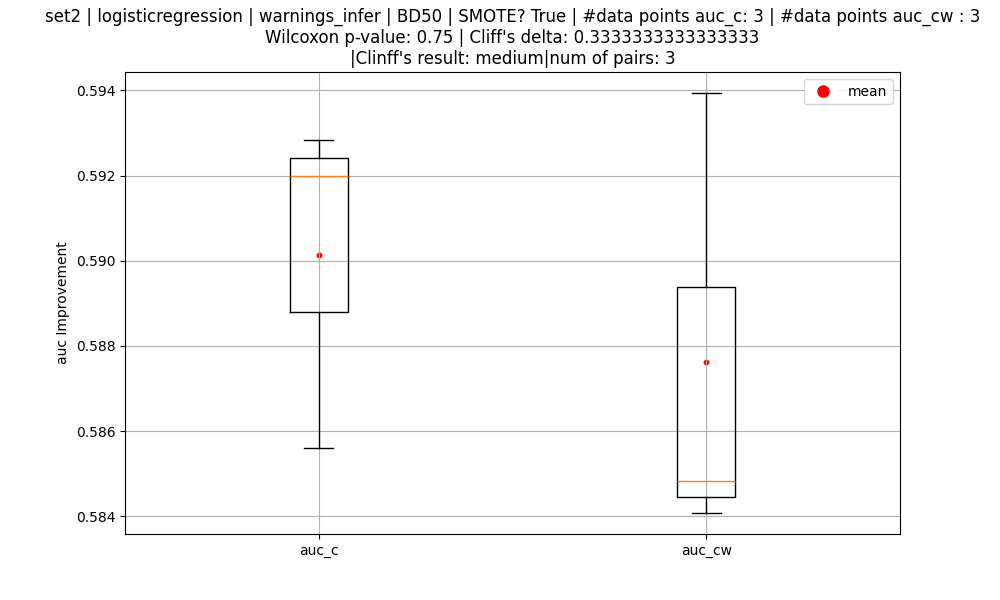 set2 | logisticregression | warnings_infer | BD50 | SMOTE? True | #data points auc_c: 3 | #data points auc_cw : 3
Wilcoxon p-value: 0.75 | Cliff's delta: 0.3333333333333333
|Clinff's result: medium|num of pairs: 3
mean
0.594
0.592
0.590
0.588
0.586
0.584
auc Improvement
auc_c
auc_cw